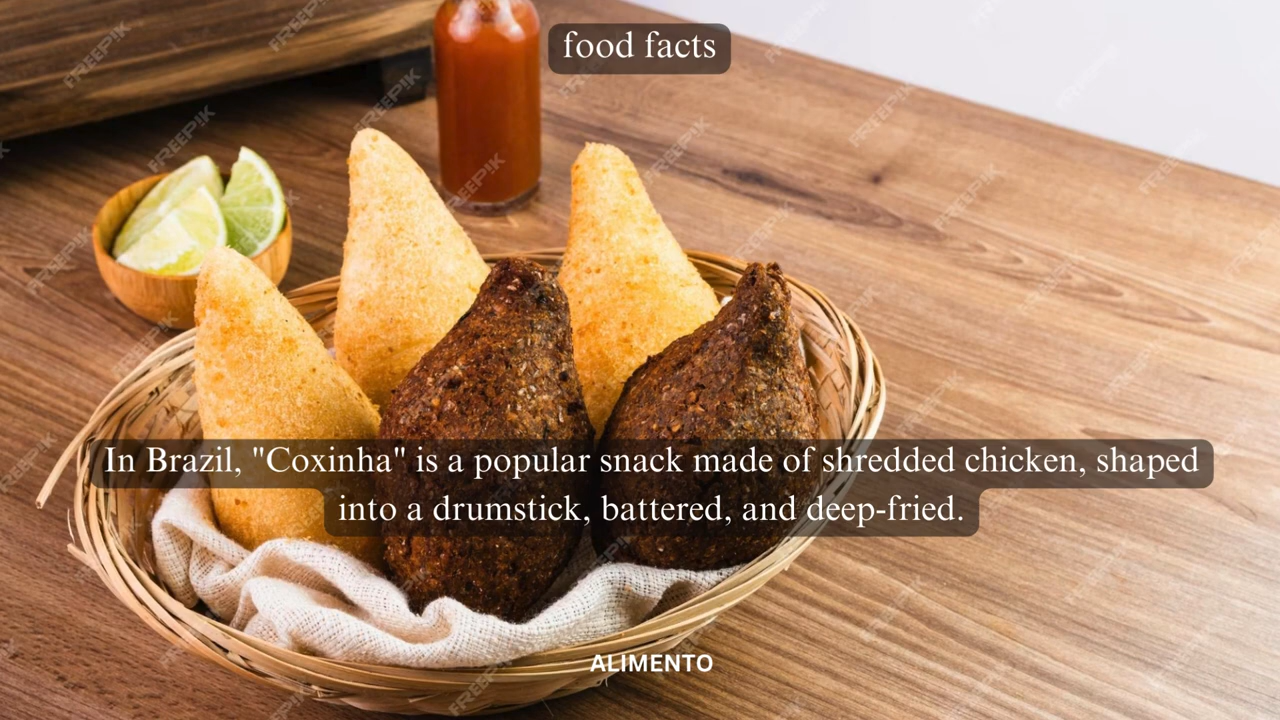 food facts
In Brazil, "Coxinha" is a popular snack made of shredded chicken, shaped
into a drumstick, battered, and deep-fried.
ALIMENTO
FREEPIK